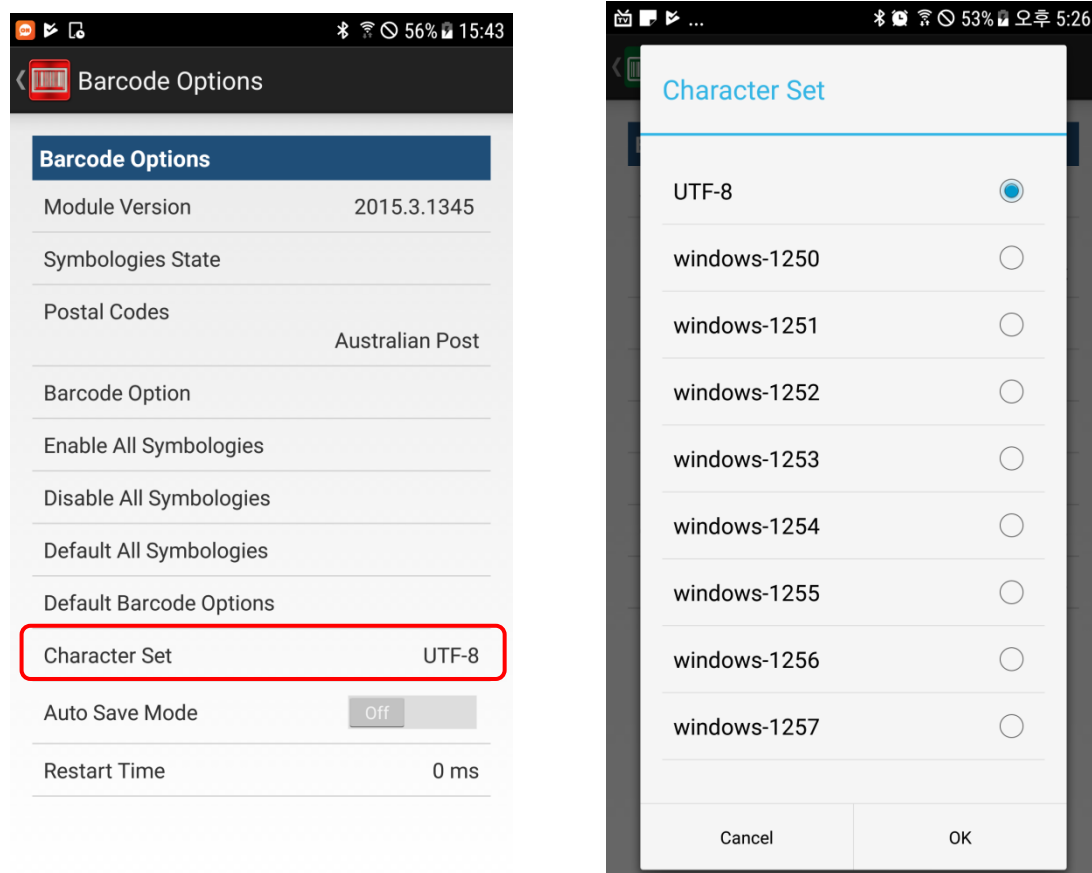 56% 15:43
Barcode Options
Barcode Options
Module Version 2015.3.1345
Symbologies State
Postal Codes
Australian Post
Barcode Option
Enable All Symbologies
Disable All Symbologies
Default All Symbologies
Default Barcode Options
Character Set UTF-8
Auto Save Mode Off
Restart Time 0 ms
TV ... 53% 오후 5:26
Character Set
UTF-8
windows-1250
windows-1251
windows-1252
windows-1253
windows-1254
windows-1255
windows-1256
windows-1257
Cancel OK